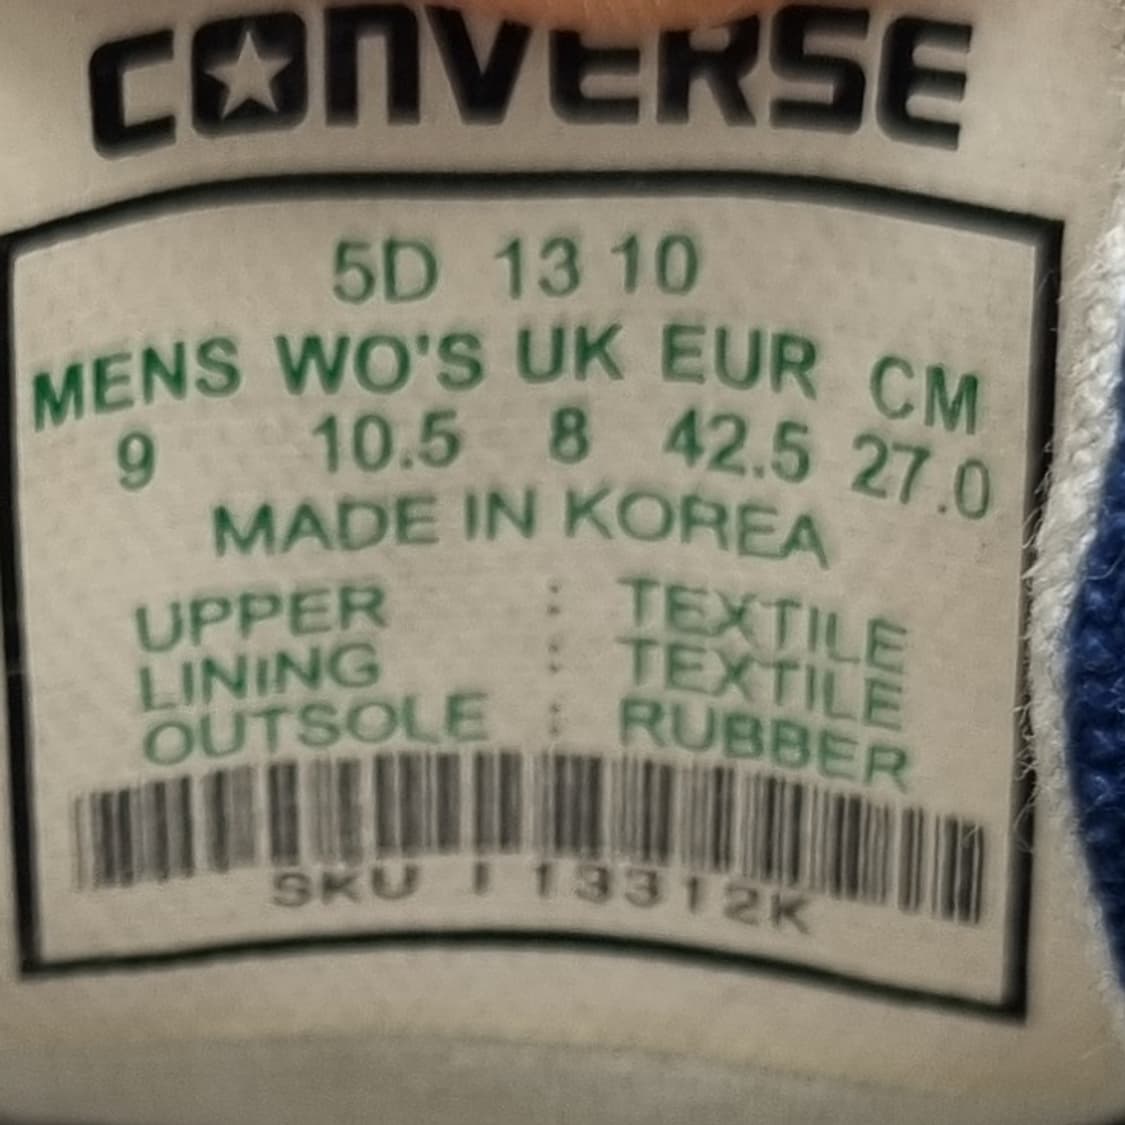 CONVERSE
5D 13 10
MENS WO'S UK EUR CM
9 10.5 8 42.5 27.0
MADE IN KOREA
UPPER : TEXTILE
LINING : TEXTILE
OUTSOLE : RUBBER
SKU 113312K